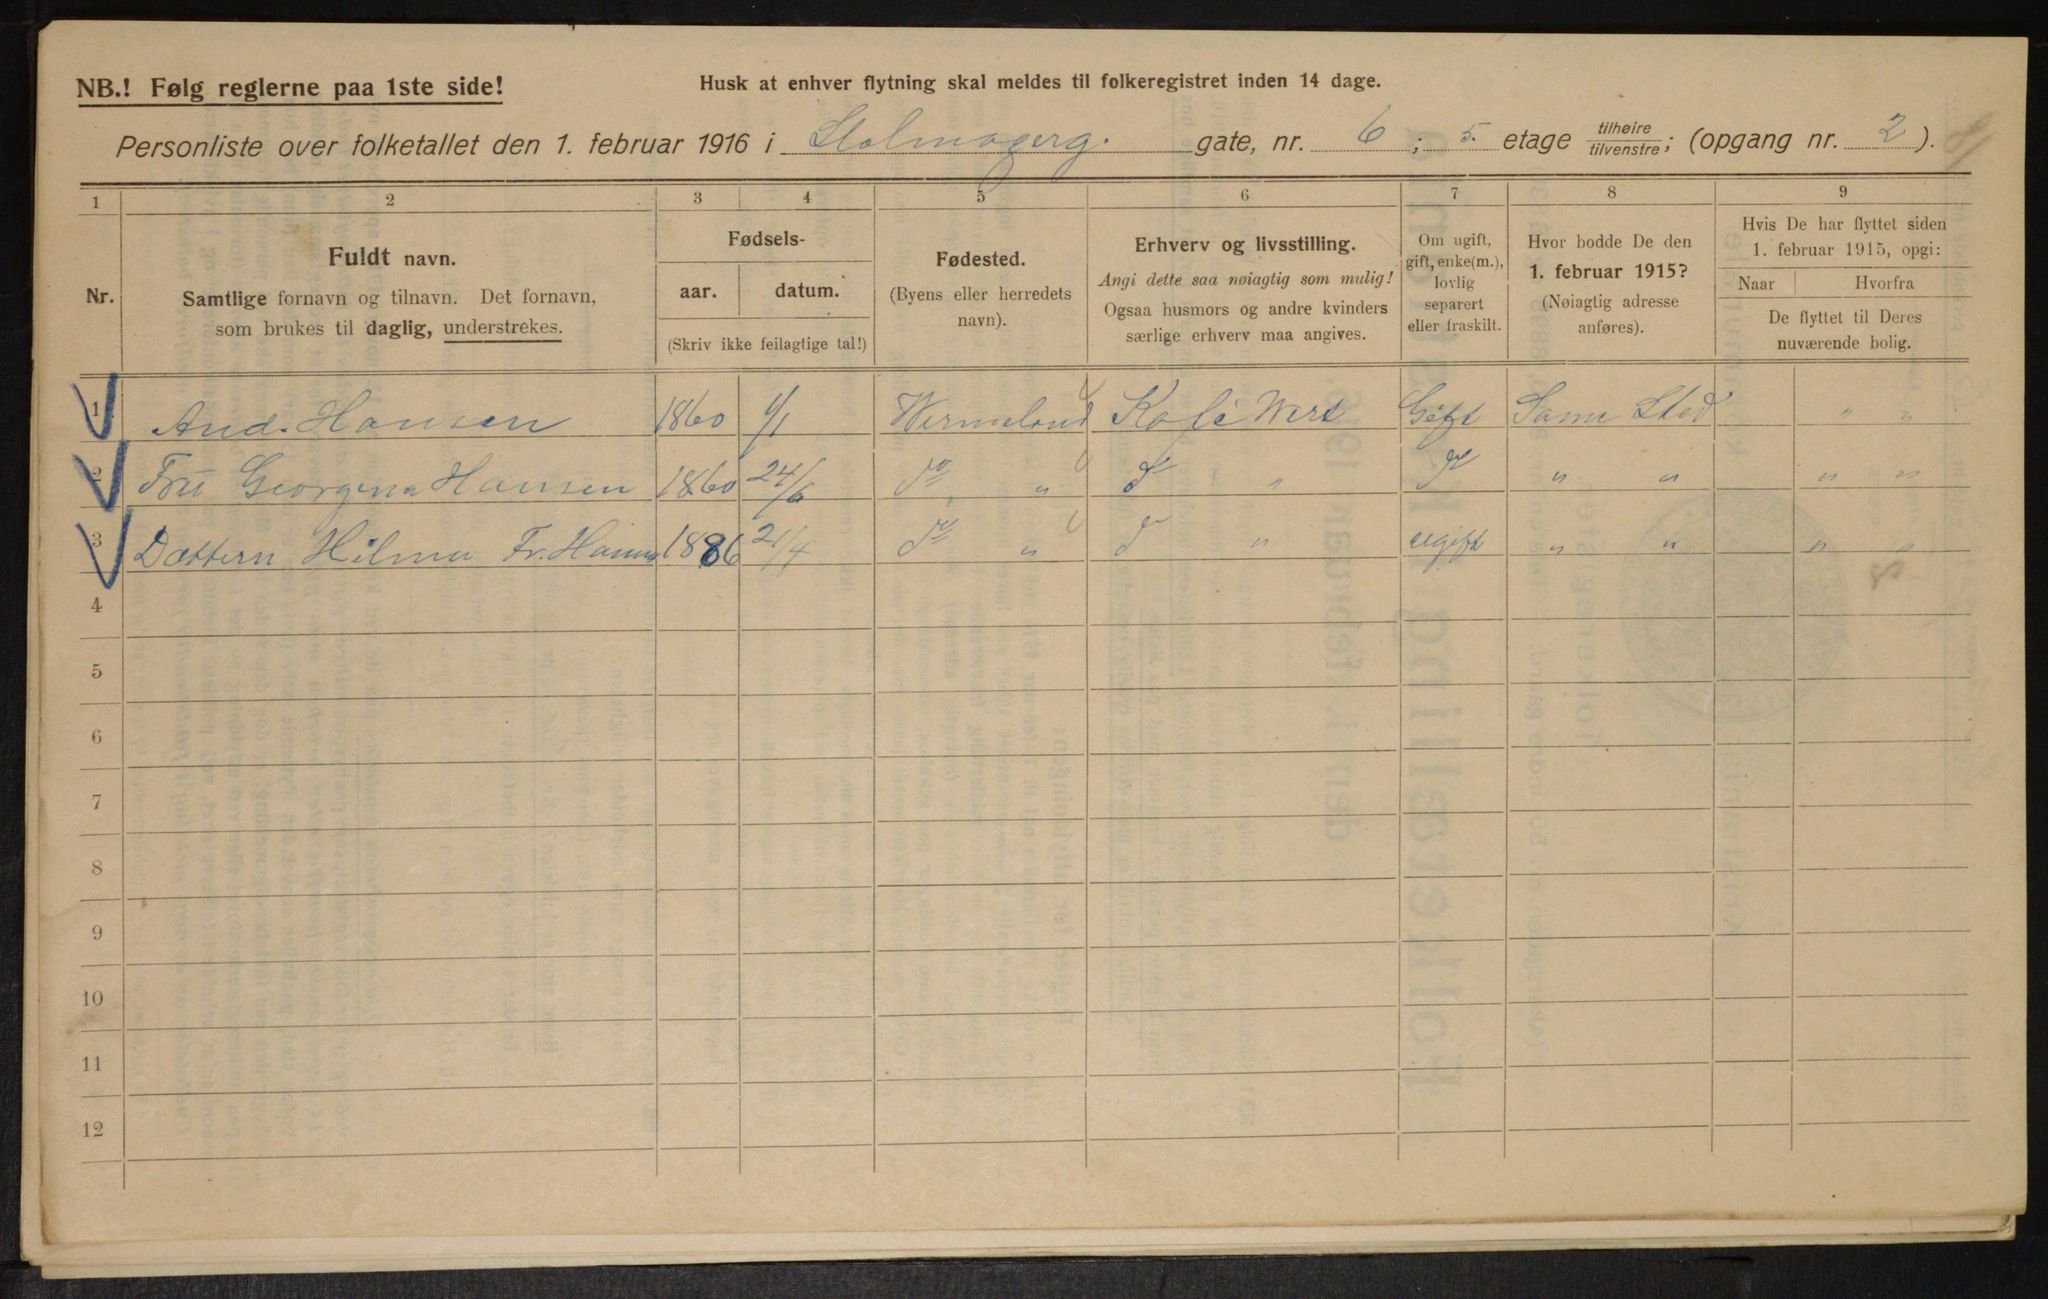 NB.! Følg reglerne paa 1ste side!
Husk at enhver flytning skal meldes til folkeregistret inden 14 dage.
Personliste over folketallet den 1. februar 1916 i Stolmagerg. gate, nr. 6 ; 5. etage tilhøire/tilvenstre; (opgang nr. 2 ).
1 2 3 4 5 6 7 8 9
Nr.
Fuldt navn.
Samtlige fornavn og tilnavn. Det fornavn,
som brukes til daglig, understrekes.
Fødsels-
aar. datum.
(Skriv ikke feilagtige tal!)
Fødested.
(Byens eller herredets
navn).
Erhverv og livsstilling.
Angi dette saa nøiagtig som mulig!
Ogsaa husmors og andre kvinders
særlige erhverv maa angives.
Om ugift,
gift, enke(m.),
lovlig
separert
eller fraskilt.
Hvor bodde De den
1. februar 1915?
(Nøiagtig adresse
anføres).
Hvis De har flyttet siden
1. februar 1915, opgi:
Naar Hvorfra
De flyttet til Deres
nuværende bolig.
1 And. Hansen 1860 1/1 Wermeland Kafé Wert Gift Same Sted " "
2 Fru Georgina Hansen 1860 24/6 do " d " d " " " "
3 Dættern Hilma Fr. Hansen 1886 21/4 do " d " ugift " " " "
4
5
6
7
8
9
10
11
12